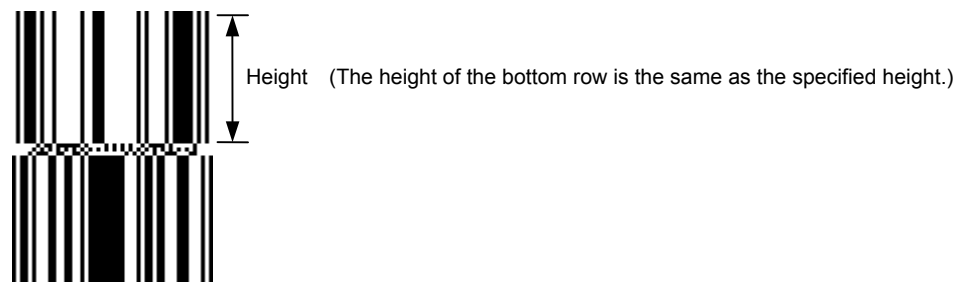 Height (The height of the bottom row is the same as the specified height.)